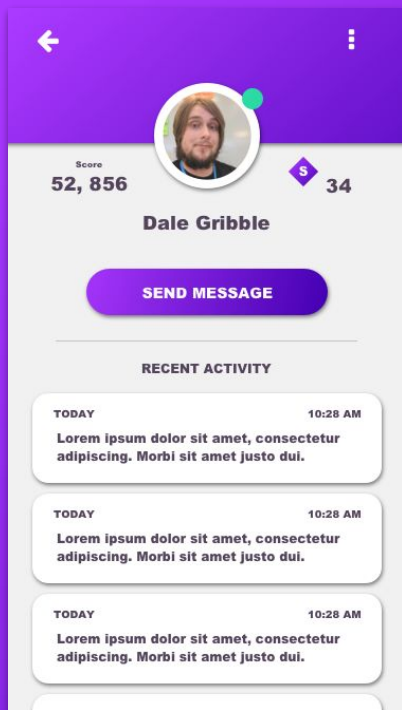 Score
52, 856
S
34
Dale Gribble
SEND MESSAGE
RECENT ACTIVITY
TODAY 10:28 AM
Lorem ipsum dolor sit amet, consectetur
adipiscing. Morbi sit amet justo dui.
TODAY 10:28 AM
Lorem ipsum dolor sit amet, consectetur
adipiscing. Morbi sit amet justo dui.
TODAY 10:28 AM
Lorem ipsum dolor sit amet, consectetur
adipiscing. Morbi sit amet justo dui.